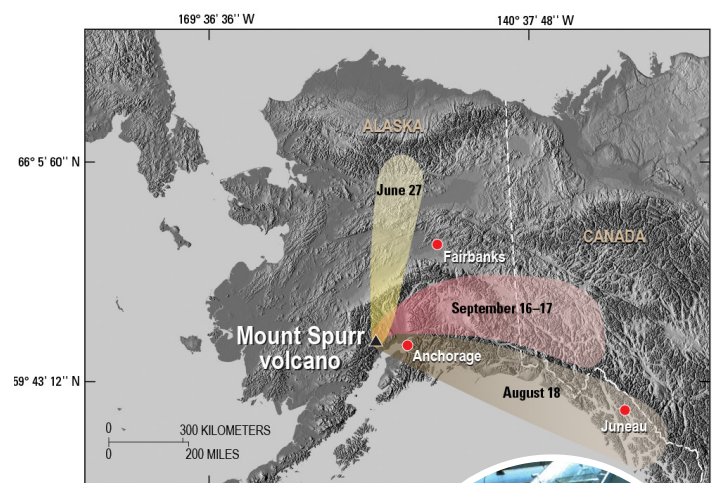 169° 36' 36'' W
140° 37' 48'' W
ALASKA
66° 5' 60'' N
June 27
CANADA
Fairbanks
September 16–17
Mount Spurr
volcano
Anchorage
59° 43' 12'' N
August 18
Juneau
0 300 KILOMETERS
0 200 MILES